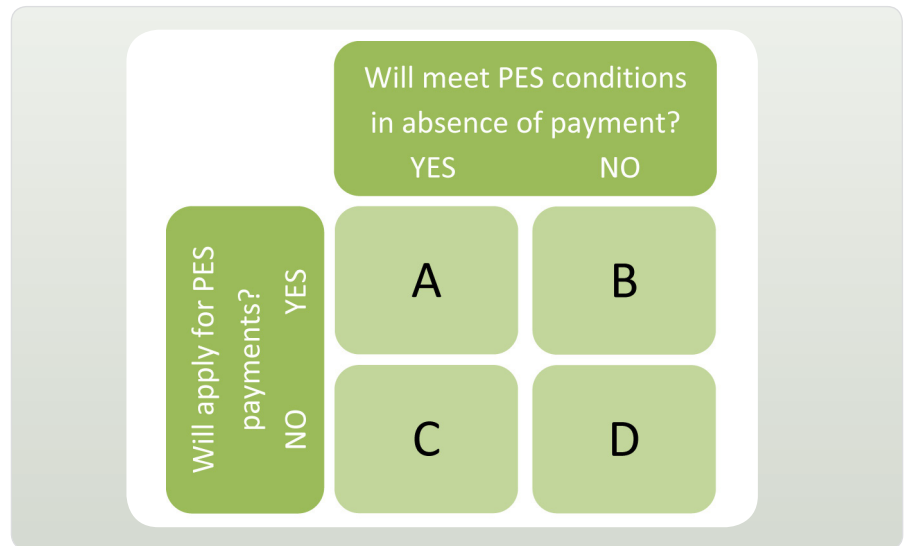 Will meet PES conditions
in absence of payment?
YES NO
Will apply for PES
payments?
YES
NO
A B
C D